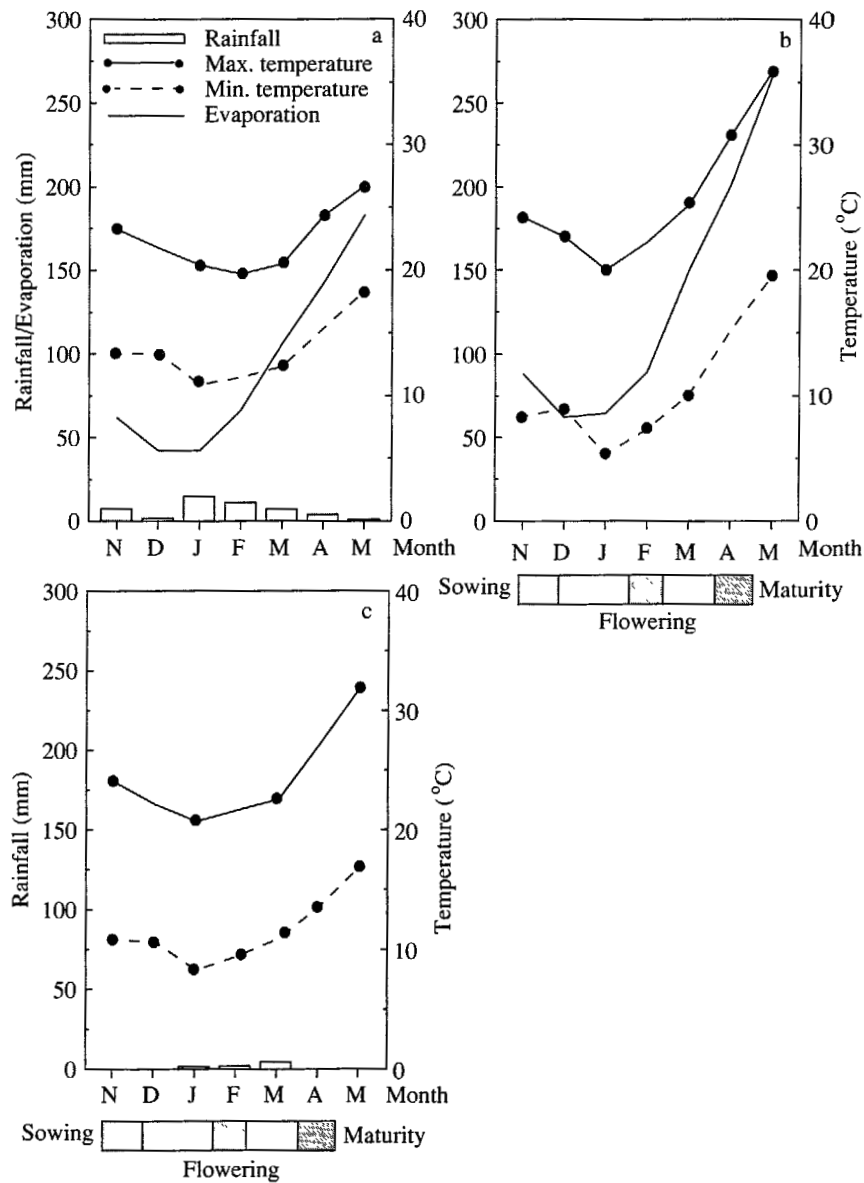 300
250
200
150
100
50
0
Rainfall/Evaporation (mm)
Rainfall
Max. temperature
Min. temperature
Evaporation
a
40
30
20
10
0
N D J F M A M Month
300
250
200
150
100
50
0
b
40
30
20
10
0
Temperature (°C)
N D J F M A M Month
Sowing
Maturity
Flowering
300
250
200
150
100
50
0
Rainfall (mm)
c
40
30
20
10
0
Temperature (°C)
N D J F M A M Month
Sowing
Maturity
Flowering